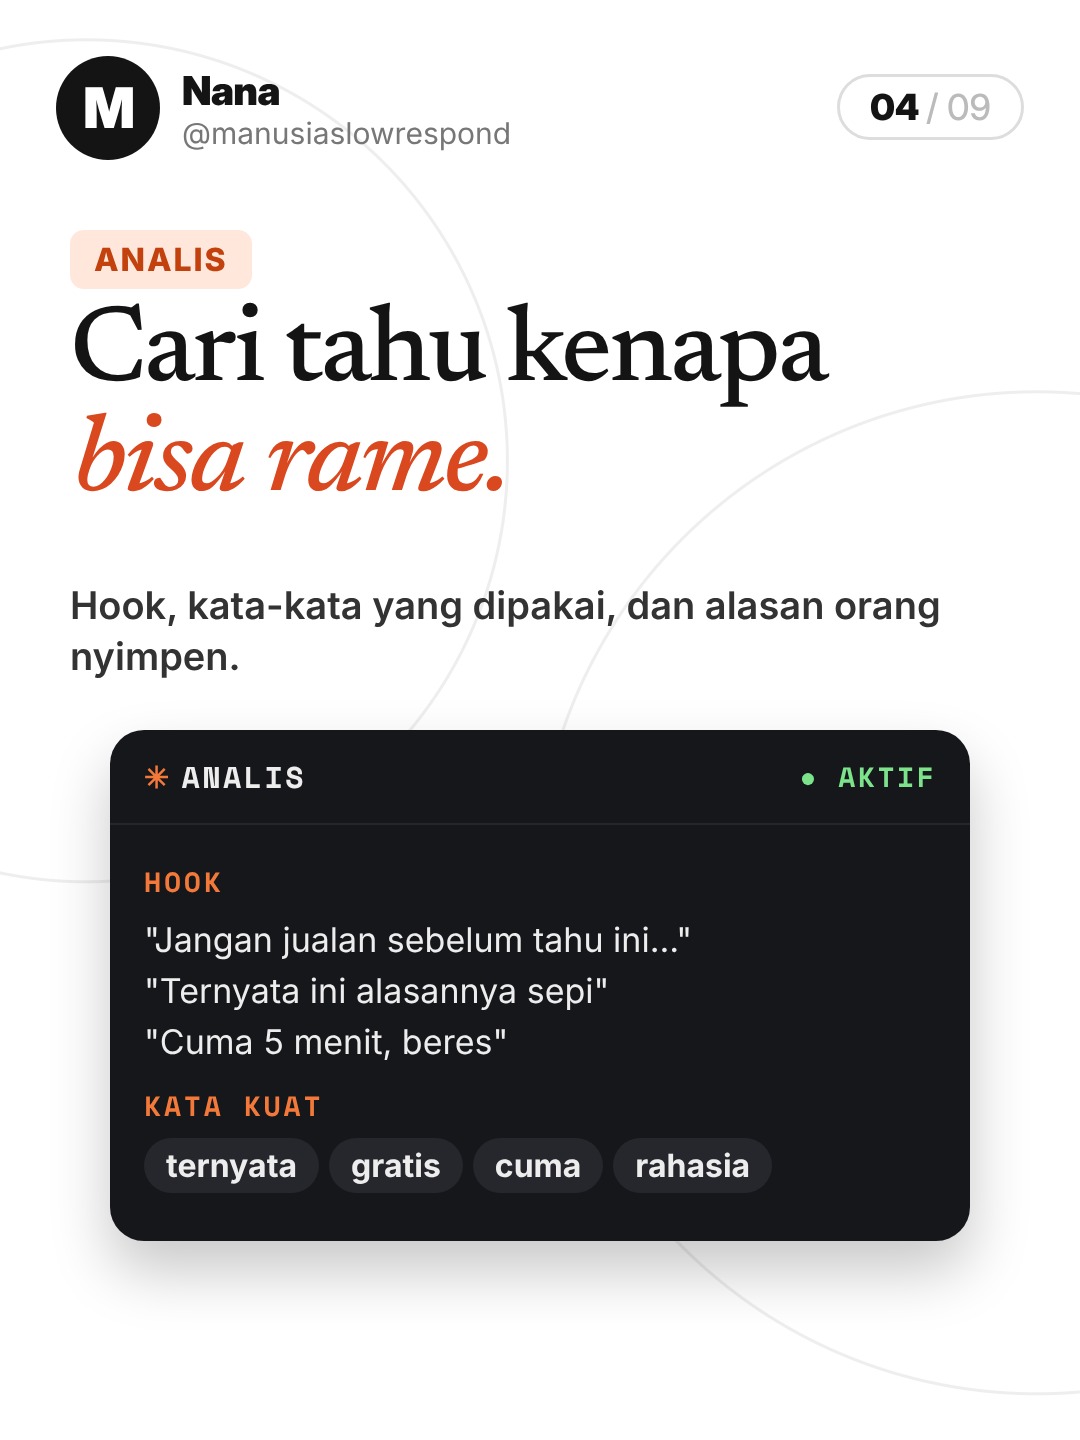 M
Nana
@manusiaslowrespond
04 / 09
ANALIS
Cari tahu kenapa
bisa rame.
Hook, kata-kata yang dipakai, dan alasan orang
nyimpen.
✳ ANALIS
● AKTIF
HOOK
"Jangan jualan sebelum tahu ini..."
"Ternyata ini alasannya sepi"
"Cuma 5 menit, beres"
KATA KUAT
ternyata gratis cuma rahasia